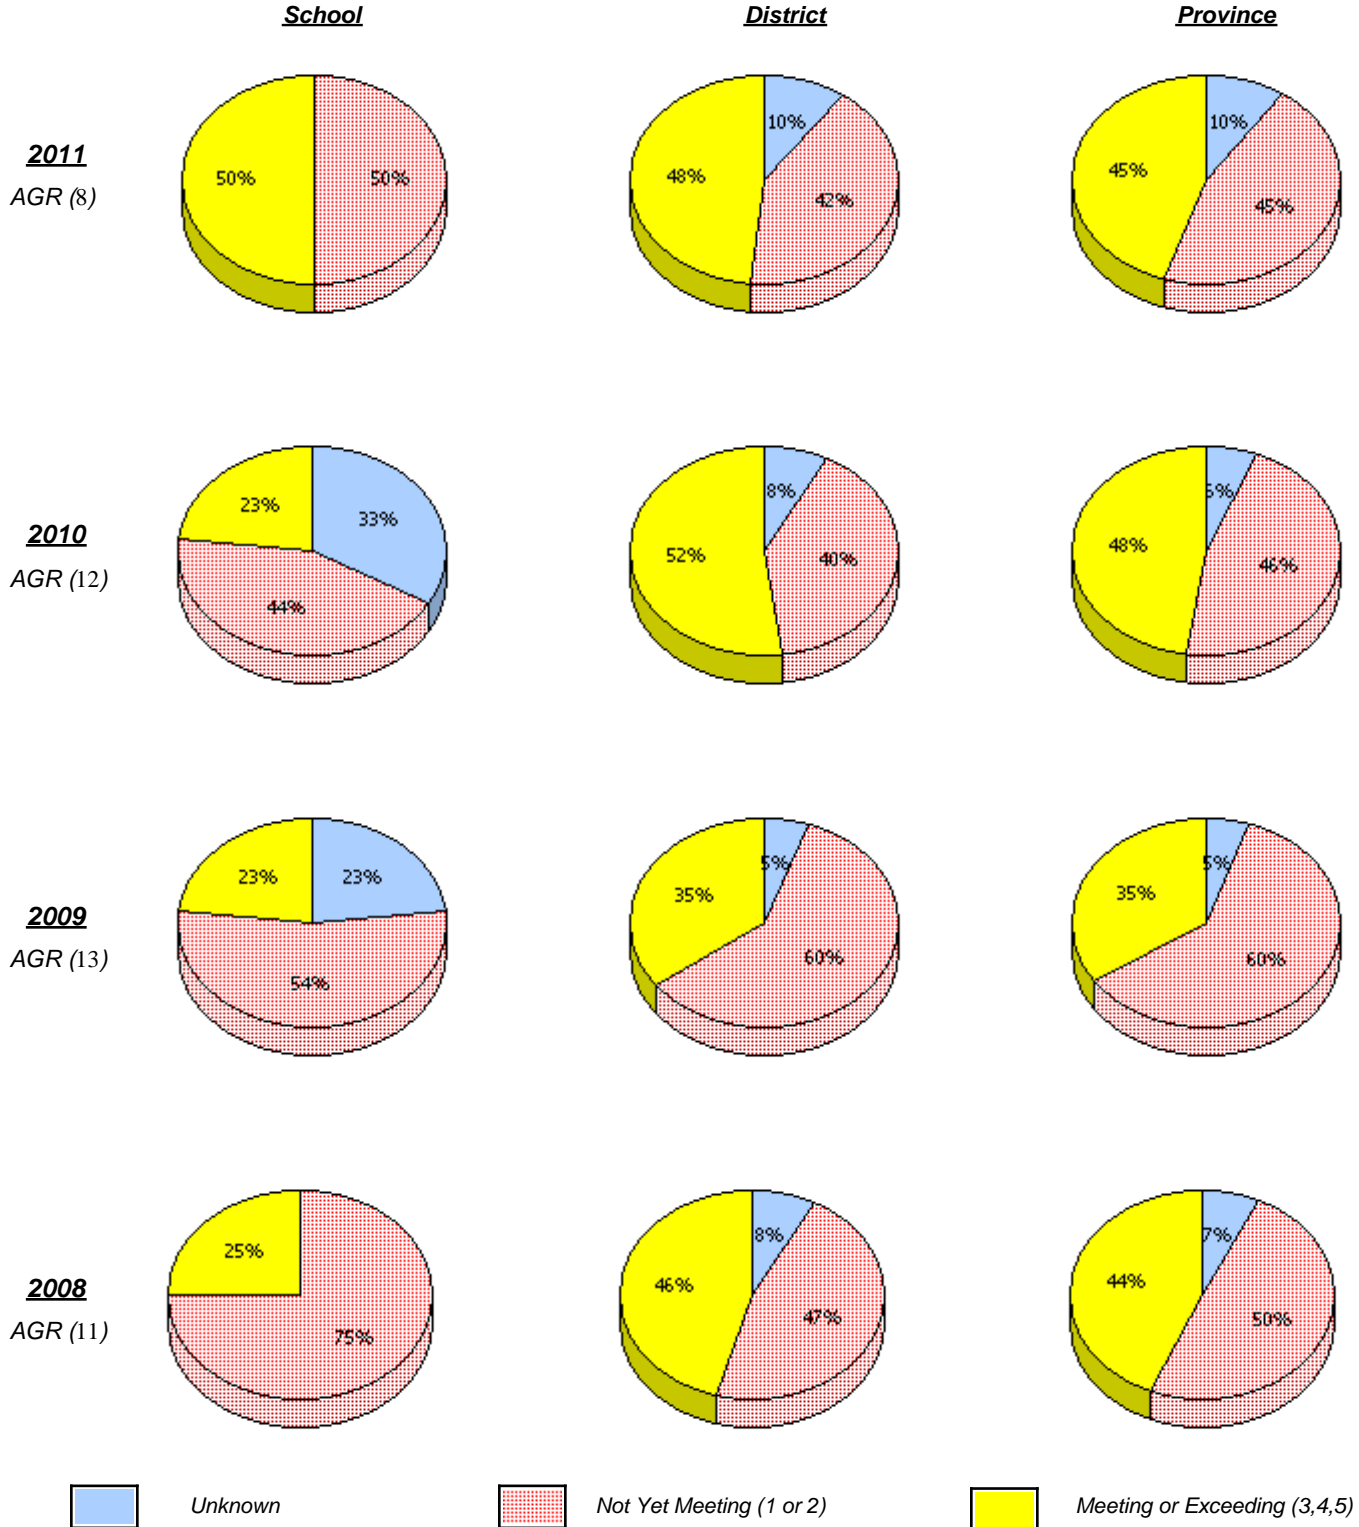 School District Province
2011
AGR (8)
50% 50%
48% 10% 42%
45% 10% 45%
2010
AGR (12)
23% 33% 44%
52% 8% 40%
48% 46%
2009
AGR (13)
23% 23% 54%
35% 5% 60%
35% 5% 60%
2008
AGR (11)
25% 75%
46% 8% 47%
44% 7% 50%
Unknown Not Yet Meeting (1 or 2) Meeting or Exceeding (3,4,5)